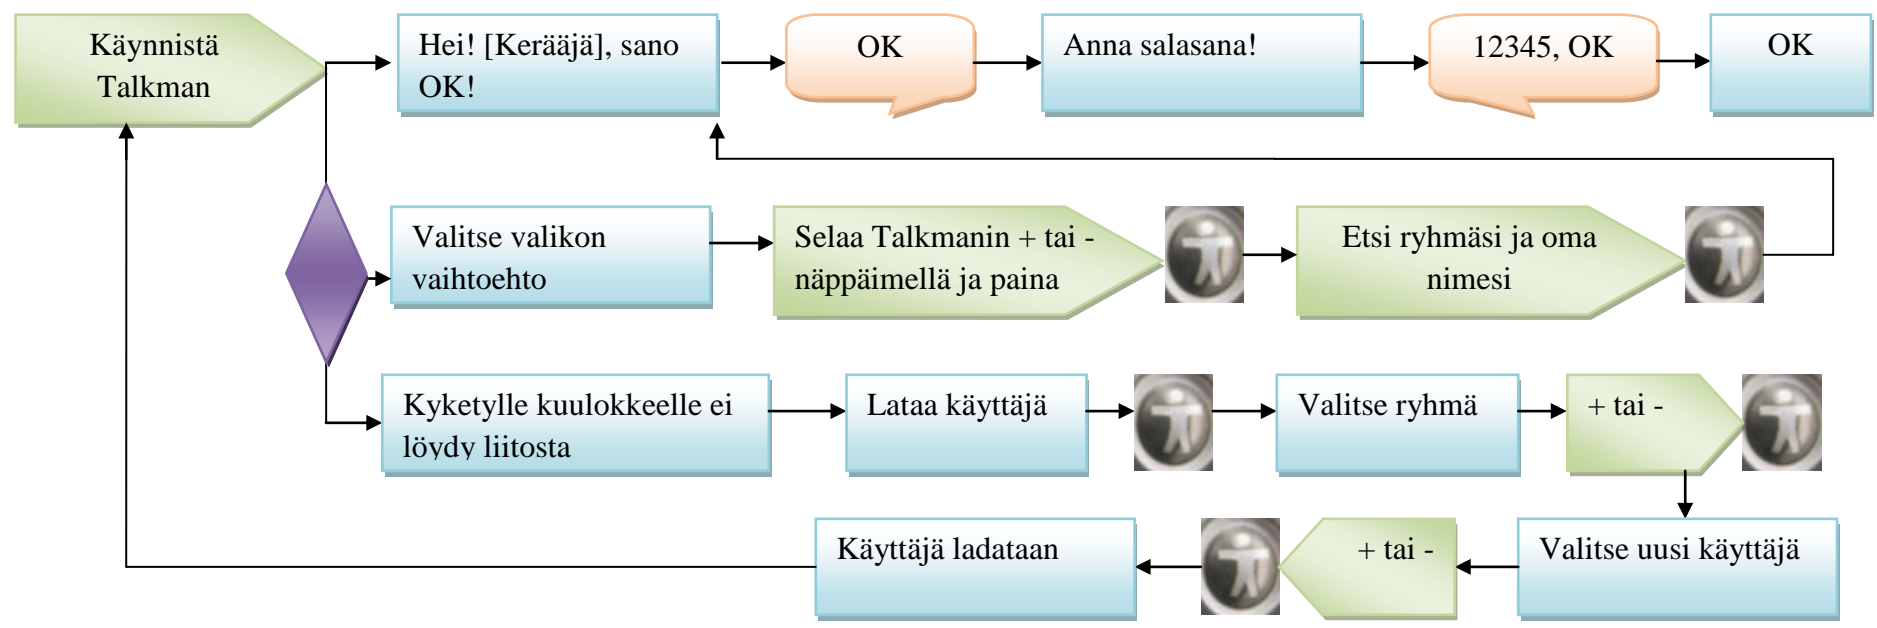 Käynnistä
Talkman
Hei! [Kerääjä], sano
OK!
OK
Anna salasana!
12345, OK
OK
Valitse valikon
vaihtoehto
Selaa Talkmanin + tai -
näppäimellä ja paina
Etsi ryhmäsi ja oma
nimesi
Kyketylle kuulokkeelle ei
löydy liitosta
Lataa käyttäjä
Valitse ryhmä
+ tai -
Käyttäjä ladataan
+ tai -
Valitse uusi käyttäjä